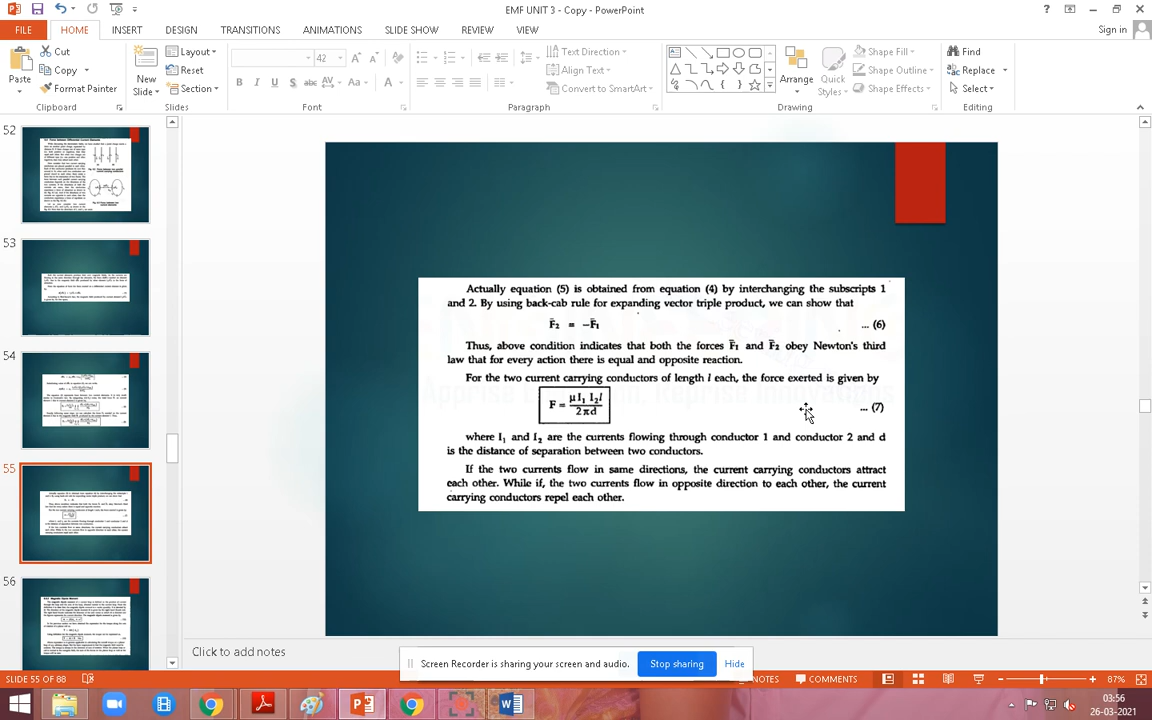 EMF UNIT 3 - Copy - PowerPoint
Sign in
FILE HOME INSERT DESIGN TRANSITIONS ANIMATIONS SLIDE SHOW REVIEW VIEW
Paste
Cut
Copy
Format Painter
Clipboard
New
Slide
Layout
Reset
Section
Slides
42
Font
Text Direction
Align Text
Convert to SmartArt
Paragraph
Arrange
Quick
Styles
Shape Fill
Shape Outline
Shape Effects
Drawing
Find
Replace
Select
Editing
52
53
54
55
56
Actually equation (5) is obtained from equation (4) by interchanging the subscripts 1
and 2. By using back-cab rule for expanding vector triple product, we can show that
F̄₂ = -F̄₁ ... (6)
Thus, above condition indicates that both the forces F̄₁ and F̄₂ obey Newton's third
law that for every action there is equal and opposite reaction.
For the two current carrying conductors of length l each, the force exerted is given by
F = μ I₁ I₂ l / 2πd ... (7)
where I₁ and I₂ are the currents flowing through conductor 1 and conductor 2 and d
is the distance of separation between two conductors.
If the two currents flow in same directions, the current carrying conductors attract
each other. While if, the two currents flow in opposite direction to each other, the current
carrying conductors repel each other.
Click to add notes
Screen Recorder is sharing your screen and audio. Stop sharing Hide
SLIDE 55 OF 88
NOTES COMMENTS 87%
03:56
26-03-2021